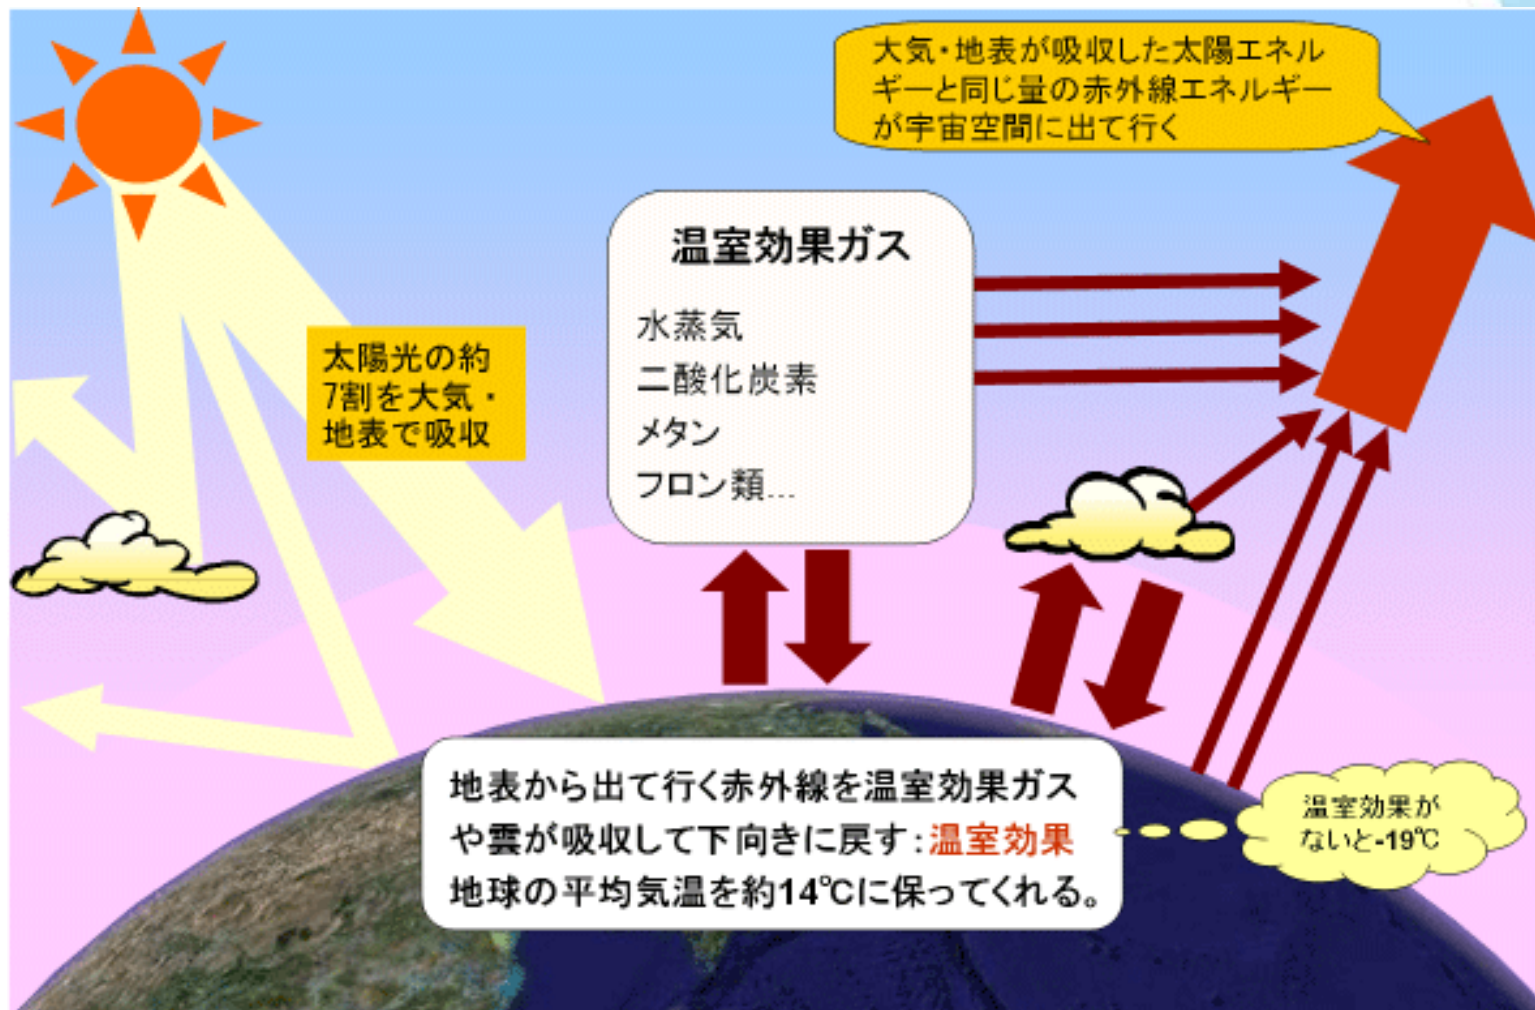 大気・地表が吸収した太陽エネル
ギーと同じ量の赤外線エネルギー
が宇宙空間に出て行く
温室効果ガス
水蒸気
二酸化炭素
メタン
フロン類…
太陽光の約
7割を大気・
地表で吸収
地表から出て行く赤外線を温室効果ガス
や雲が吸収して下向きに戻す：温室効果
地球の平均気温を約14℃に保ってくれる。
温室効果が
ないと-19℃